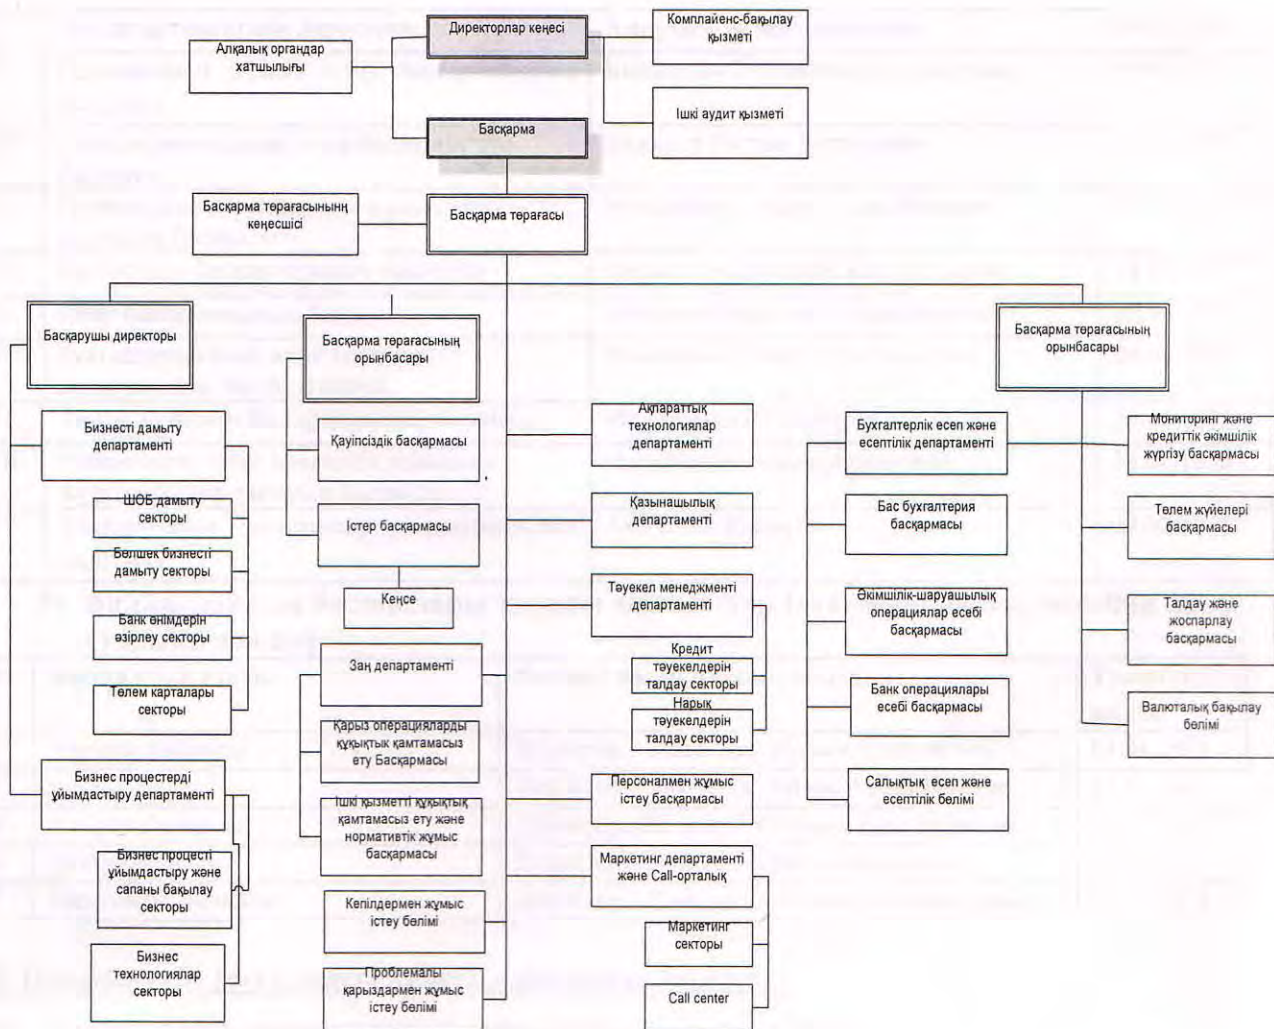 Директорлар кеңесі
Комплайенс-бақылау
қызметі
Алқалық органдар
хатшылығы
Ішкі аудит қызметі
Басқарма
Басқарма төрағасынынң
кеңесшісі
Басқарма төрағасы
Басқарушы директоры
Басқарма төрағасының
орынбасары
Басқарма төрағасының
орынбасары
Бизнесті дамыту
департаменті
ШОБ дамыту
секторы
Бөлшек бизнесті
дамыту секторы
Банк өнімдерін
әзірлеу секторы
Төлем карталары
секторы
Бизнес процестерді
ұйымдастыру департаменті
Бизнес процесті
ұйымдастыру және
сапаны бақылау
секторы
Бизнес
технологиялар
секторы
Қауіпсіздік басқармасы
Істер басқармасы
Кеңсе
Заң департаменті
Қарыз операцияларды
құқықтық қамтамасыз
ету Басқармасы
Ішкі қызметті құқықтық
қамтамасыз ету және
нормативтік жұмыс
басқармасы
Кепілдермен жұмыс
істеу бөлімі
Проблемалы
қарыздармен жұмыс
істеу бөлімі
Ақпараттық
технологиялар
департаменті
Қазынашылық
департаменті
Тәуекел менеджменті
департаменті
Кредит
тәуекелдерін
талдау секторы
Нарық
тәуекелдерін
талдау секторы
Персоналмен жұмыс
істеу басқармасы
Маркетинг департаменті
және Call-орталық
Маркетинг
секторы
Call center
Бухгалтерлік есеп және
есептілік департаменті
Бас бухгалтерия
басқармасы
Әкімшілік-шаруашылық
операциялар есебі
басқармасы
Банк операциялары
есебі басқармасы
Салықтық есеп және
есептілік бөлімі
Мониторинг және
кредиттік әкімшілік
жүргізу басқармасы
Төлем жүйелері
басқармасы
Талдау және
жоспарлау
басқармасы
Валюталық бақылау
бөлімі